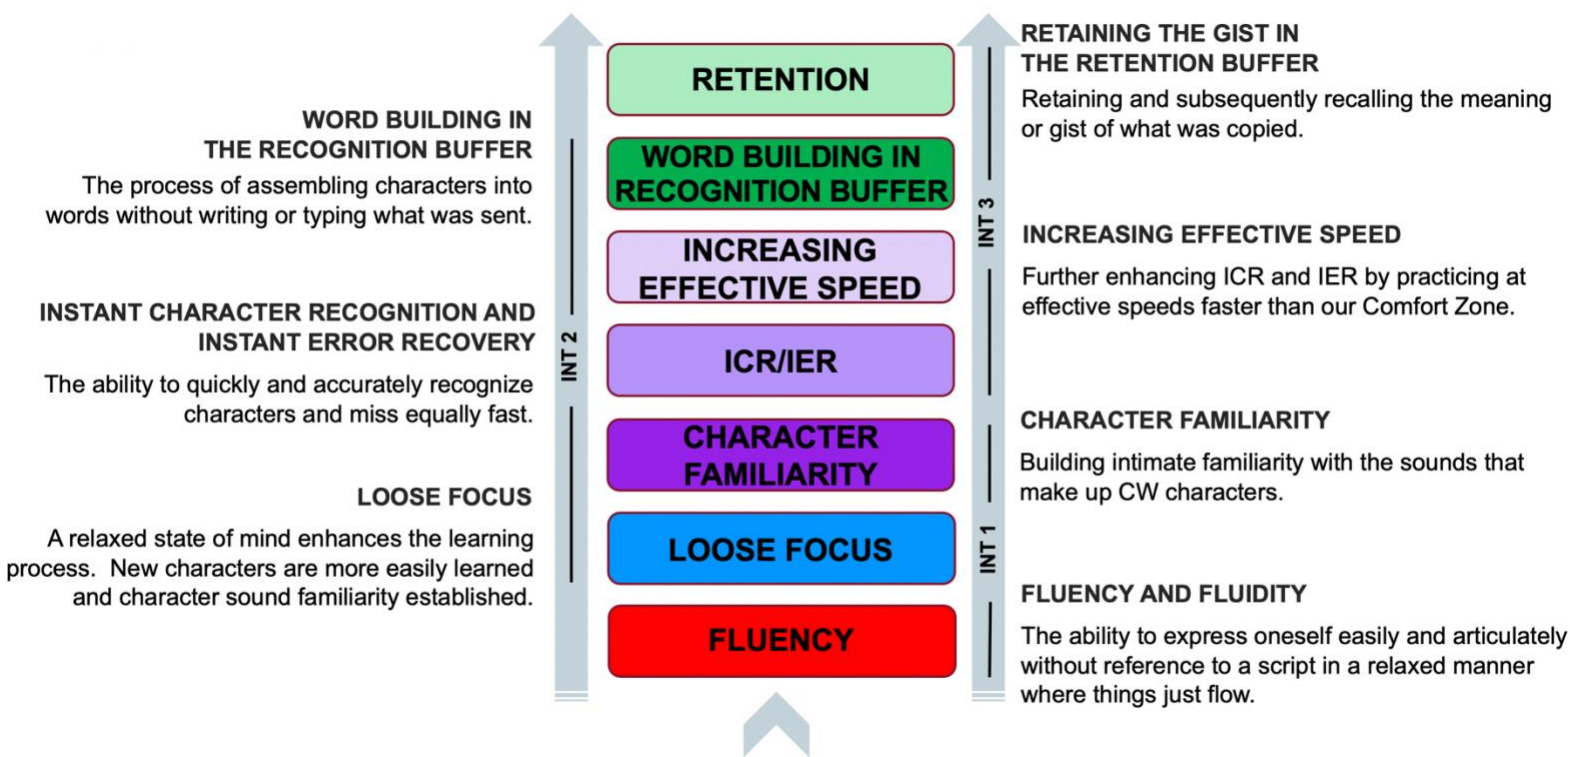 WORD BUILDING IN
THE RECOGNITION BUFFER
The process of assembling characters into
words without writing or typing what was sent.
INSTANT CHARACTER RECOGNITION AND
INSTANT ERROR RECOVERY
The ability to quickly and accurately recognize
characters and miss equally fast.
LOOSE FOCUS
A relaxed state of mind enhances the learning
process. New characters are more easily learned
and character sound familiarity established.
INT 2
RETENTION
WORD BUILDING IN
RECOGNITION BUFFER
INCREASING
EFFECTIVE SPEED
ICR/IER
CHARACTER
FAMILIARITY
LOOSE FOCUS
FLUENCY
INT 3
INT 1
RETAINING THE GIST IN
THE RETENTION BUFFER
Retaining and subsequently recalling the meaning
or gist of what was copied.
INCREASING EFFECTIVE SPEED
Further enhancing ICR and IER by practicing at
effective speeds faster than our Comfort Zone.
CHARACTER FAMILIARITY
Building intimate familiarity with the sounds that
make up CW characters.
FLUENCY AND FLUIDITY
The ability to express oneself easily and articulately
without reference to a script in a relaxed manner
where things just flow.